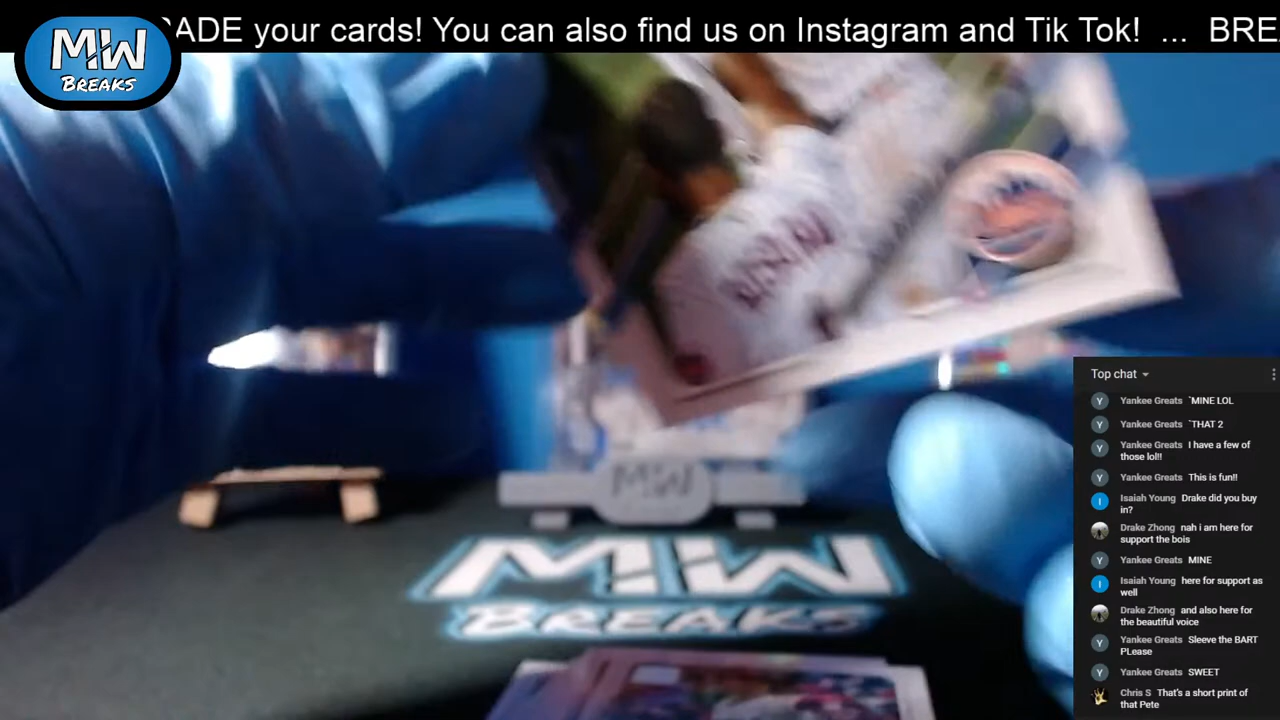 ADE your cards! You can also find us on Instagram and Tik Tok! ... BREA
MW
BREAKS
MW
MW
BREAKS
Top chat
Y Yankee Greats `MINE LOL
Y Yankee Greats `THAT 2
Y Yankee Greats I have a few of
those lol!!
Y Yankee Greats This is fun!!
I Isaiah Young Drake did you buy
in?
Drake Zhong nah i am here for
support the bois
Y Yankee Greats MINE
I Isaiah Young here for support as
well
Drake Zhong and also here for
the beautiful voice
Y Yankee Greats Sleeve the BART
PLease
Y Yankee Greats SWEET
Chris S That's a short print of
that Pete